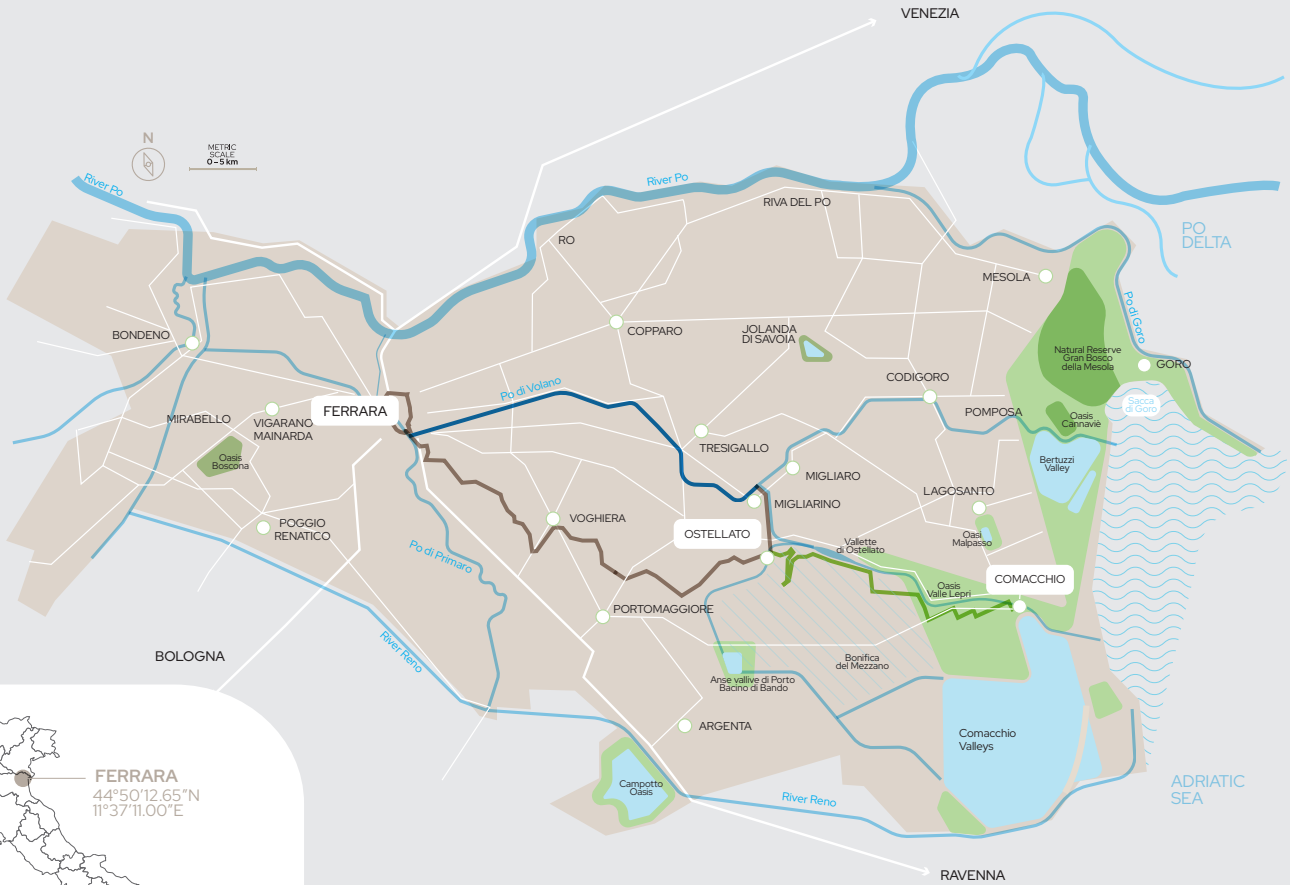 VENEZIA
N
METRIC
SCALE
0-5 km
River Po
River Po
RIVA DEL PO
RO
PO
DELTA
MESOLA
Po di Goro
BONDENO
COPPARO
JOLANDA
DI SAVOIA
Natural Reserve
Gran Bosco
della Mesola
GORO
CODIGORO
Po di Volano
Sacca
di Goro
MIRABELLO
VIGARANO
MAINARDA
FERRARA
POMPOSA
Oasis
Cannaviè
TRESIGALLO
Oasis
Boscona
Bertuzzi
Valley
MIGLIARO
LAGOSANTO
MIGLIARINO
POGGIO
RENATICO
VOGHIERA
OSTELLATO
Vallette
di Ostellato
Oasi
Malpasso
Po di Primaro
COMACCHIO
Oasis
Valle Lepri
PORTOMAGGIORE
River Reno
BOLOGNA
Bonifica
del Mezzano
Anse vallive di Porto
Bacino di Bando
ARGENTA
Comacchio
Valleys
FERRARA
44°50'12.65"N
11°37'11.00"E
Campotto
Oasis
River Reno
ADRIATIC
SEA
RAVENNA